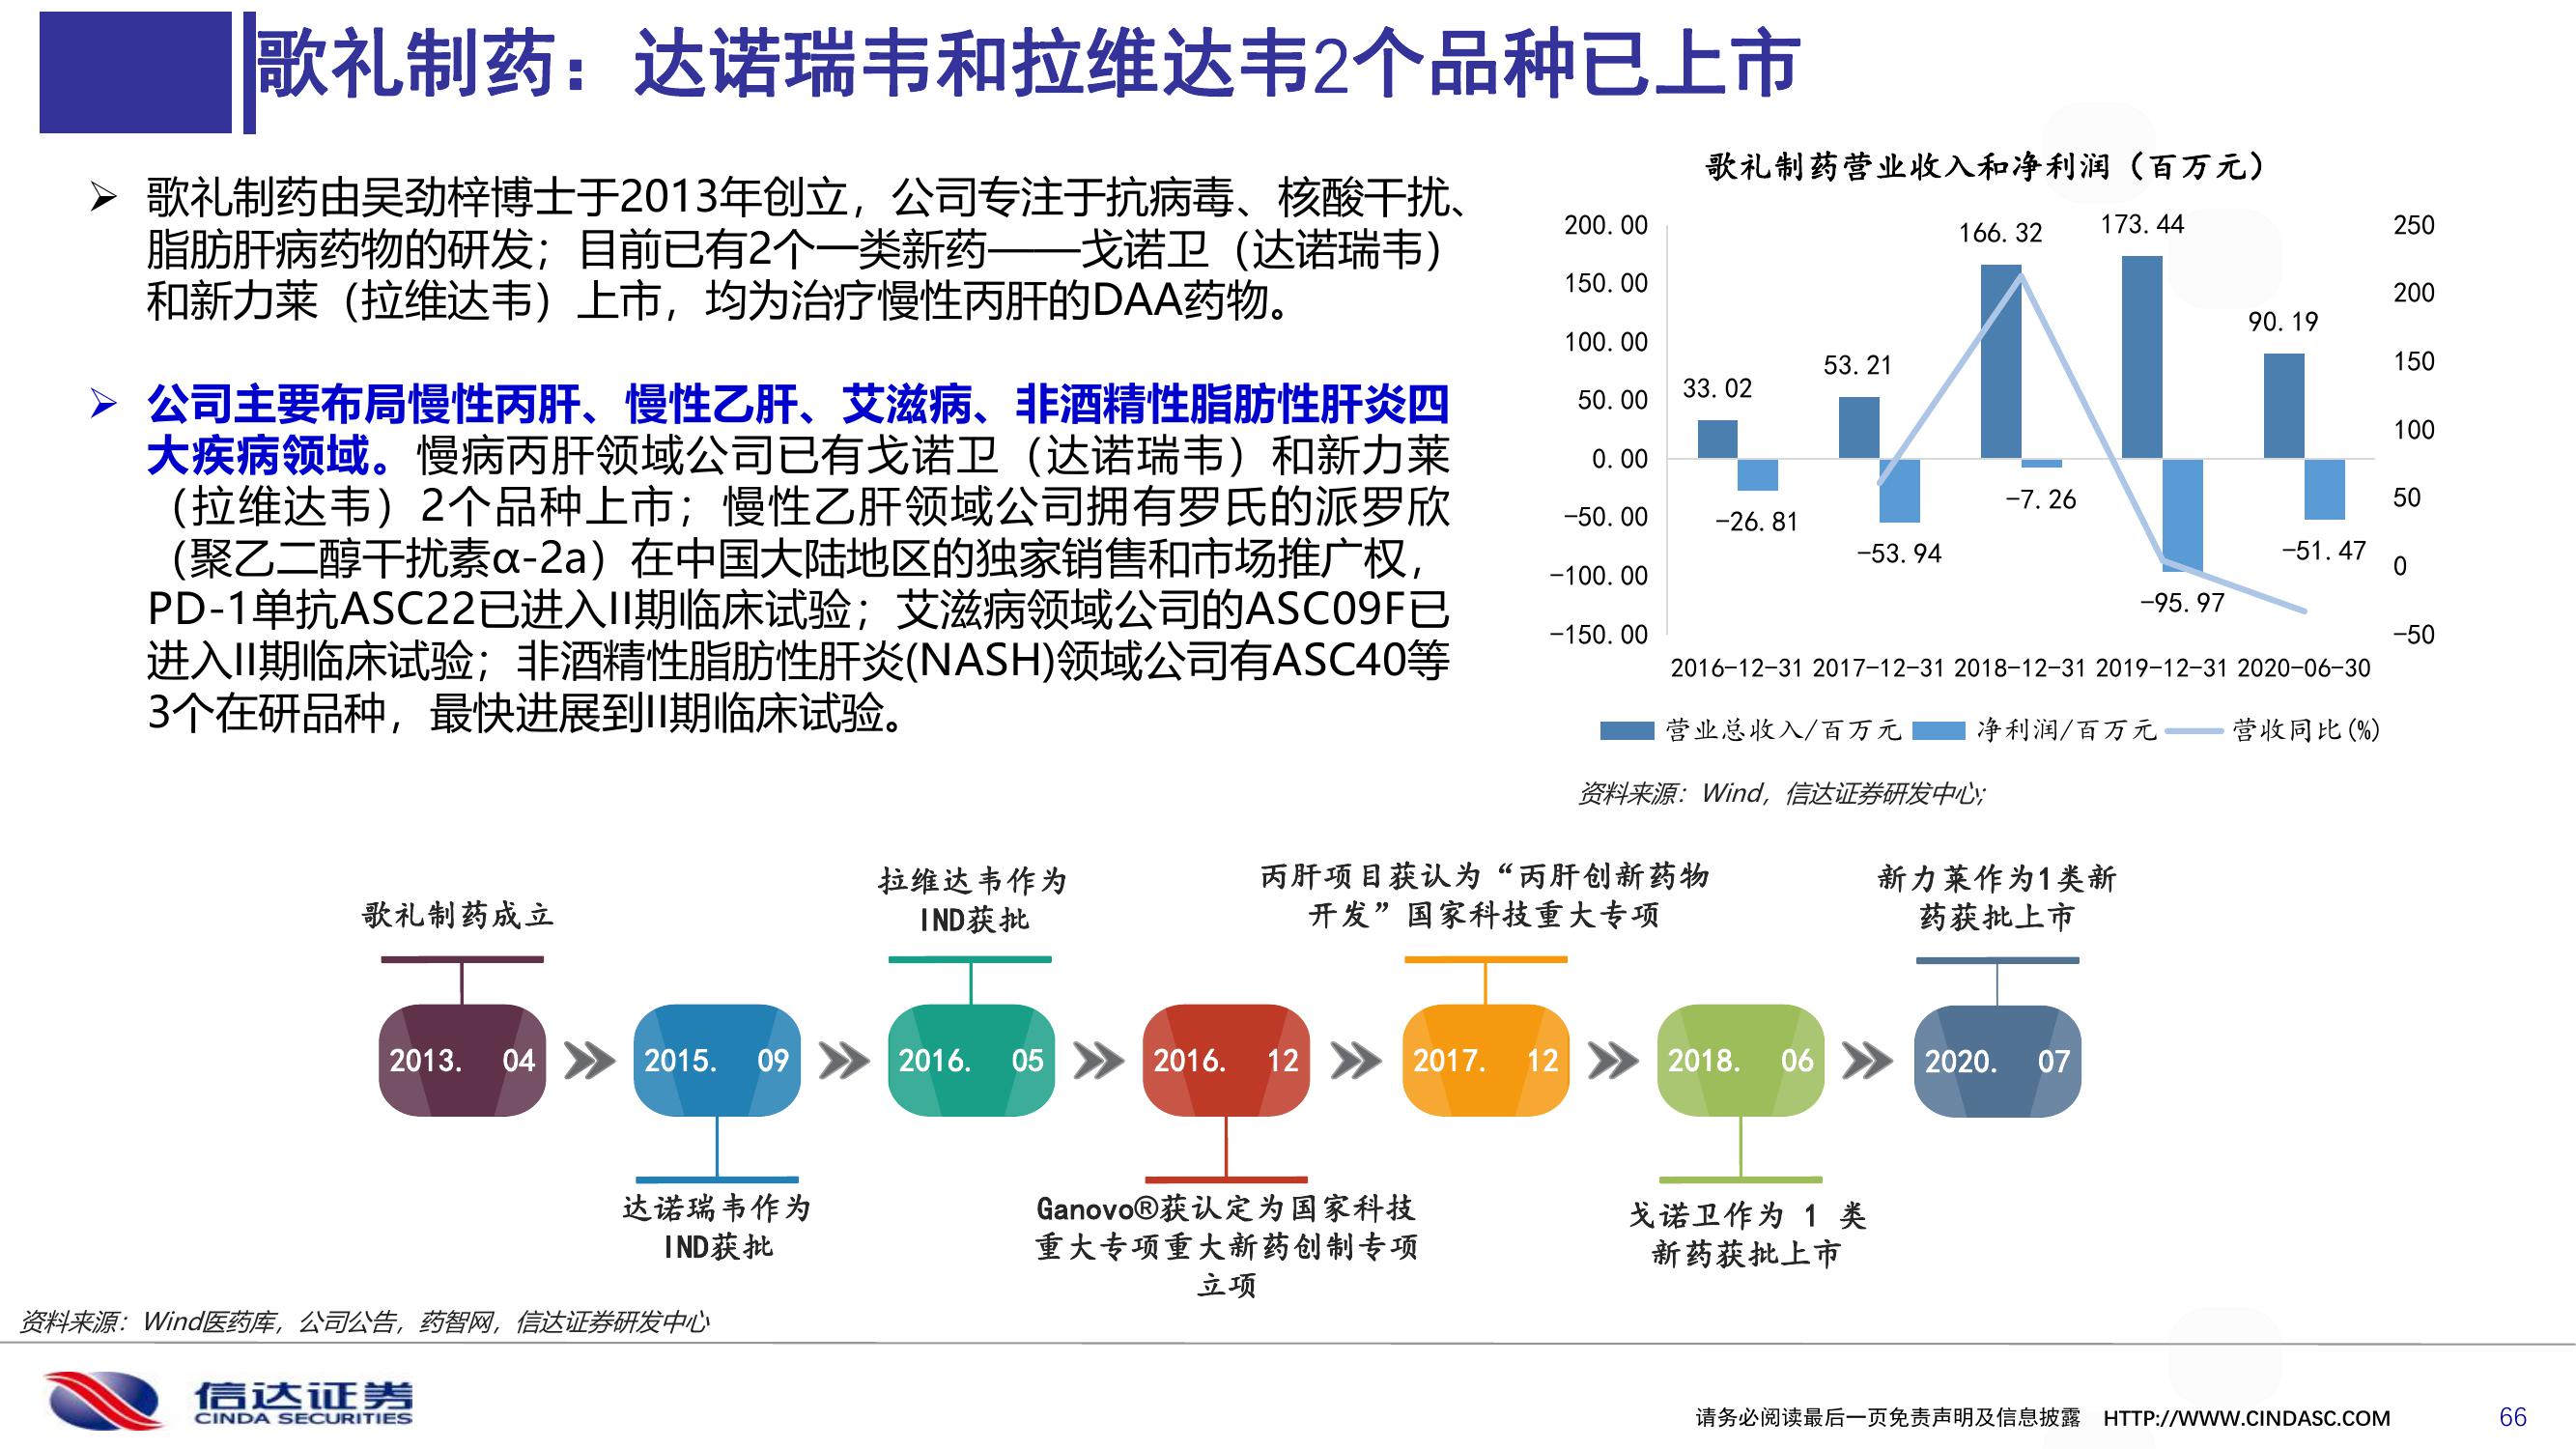 歌礼制药：达诺瑞韦和拉维达韦2个品种已上市
歌礼制药由吴劲梓博士于2013年创立，公司专注于抗病毒、核酸干扰、
脂肪肝病药物的研发；目前已有2个一类新药——戈诺卫（达诺瑞韦）
和新力莱（拉维达韦）上市，均为治疗慢性丙肝的DAA药物。
公司主要布局慢性丙肝、慢性乙肝、艾滋病、非酒精性脂肪性肝炎四
大疾病领域。慢病丙肝领域公司已有戈诺卫（达诺瑞韦）和新力莱
（拉维达韦）2个品种上市；慢性乙肝领域公司拥有罗氏的派罗欣
（聚乙二醇干扰素α-2a）在中国大陆地区的独家销售和市场推广权，
PD-1单抗ASC22已进入II期临床试验；艾滋病领域公司的ASC09F已
进入II期临床试验；非酒精性脂肪性肝炎(NASH)领域公司有ASC40等
3个在研品种，最快进展到II期临床试验。
歌礼制药营业收入和净利润（百万元）
200.00
150.00
100.00
50.00
0.00
-50.00
-100.00
-150.00
33.02
53.21
166.32
173.44
90.19
-26.81
-53.94
-7.26
-95.97
-51.47
250
200
150
100
50
0
-50
2016-12-31 2017-12-31 2018-12-31 2019-12-31 2020-06-30
营业总收入/百万元 净利润/百万元 营收同比(%)
资料来源：Wind，信达证券研发中心;
歌礼制药成立
拉维达韦作为
IND获批
丙肝项目获认为“丙肝创新药物
开发”国家科技重大专项
新力莱作为1类新
药获批上市
2013. 04
2015. 09
2016. 05
2016. 12
2017. 12
2018. 06
2020. 07
达诺瑞韦作为
IND获批
Ganovo®获认定为国家科技
重大专项重大新药创制专项
立项
戈诺卫作为 1 类
新药获批上市
资料来源：Wind医药库，公司公告，药智网，信达证券研发中心
信达证券
CINDA SECURITIES
请务必阅读最后一页免责声明及信息披露 HTTP://WWW.CINDASC.COM 66